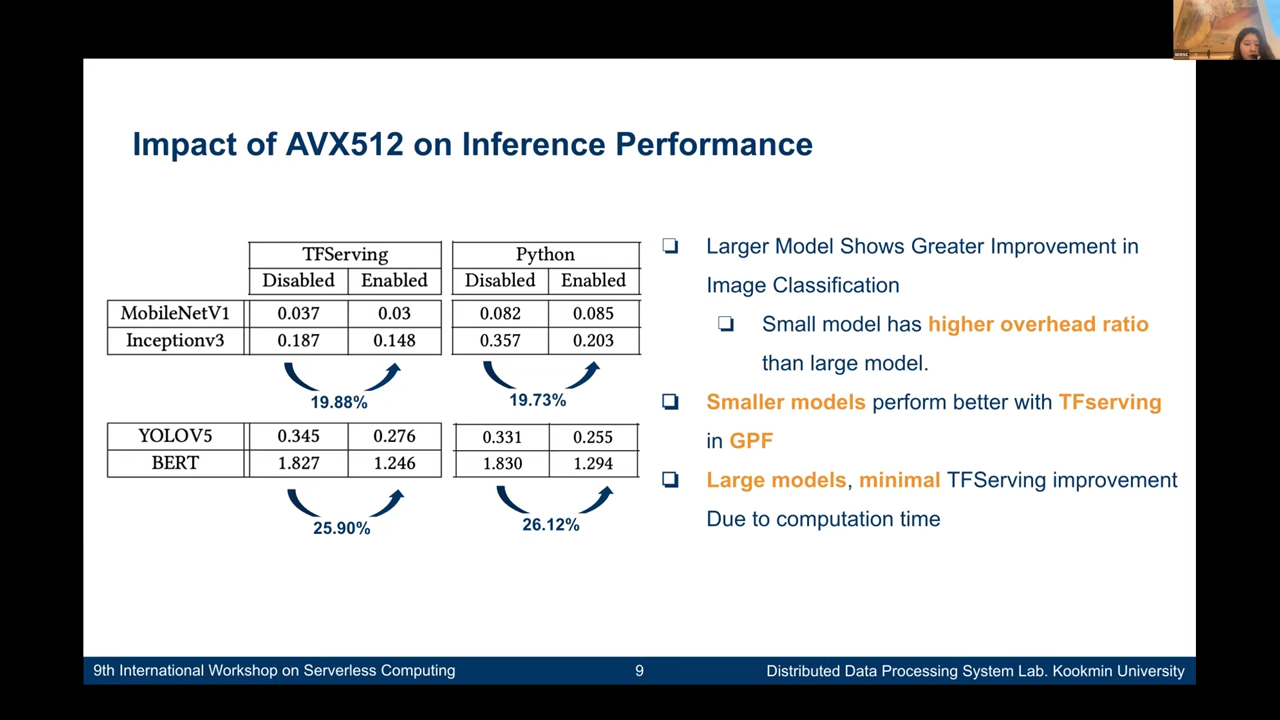 Impact of AVX512 on Inference Performance
TFServing Python
Disabled Enabled Disabled Enabled
MobileNetV1 0.037 0.03 0.082 0.085
Inceptionv3 0.187 0.148 0.357 0.203
19.88% 19.73%
YOLOV5 0.345 0.276 0.331 0.255
BERT 1.827 1.246 1.830 1.294
25.90% 26.12%
Larger Model Shows Greater Improvement in
Image Classification
Small model has higher overhead ratio
than large model.
Smaller models perform better with TFserving
in GPF
Large models, minimal TFServing improvement
Due to computation time
9th International Workshop on Serverless Computing 9 Distributed Data Processing System Lab. Kookmin University